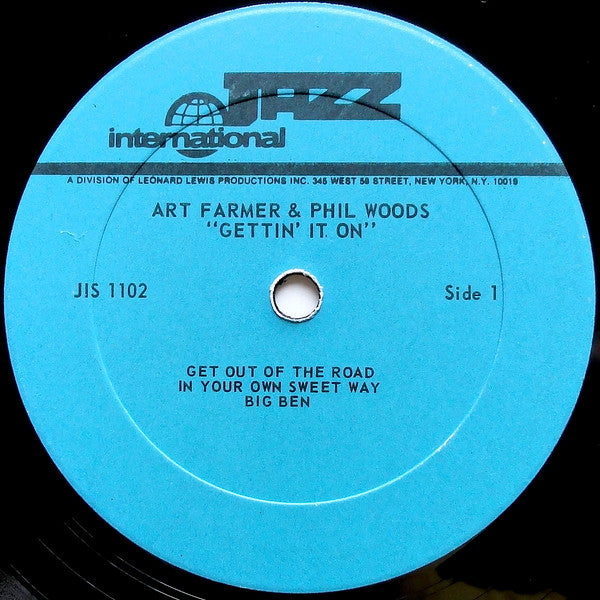 JAZZ
international
A DIVISION OF LEONARD LEWIS PRODUCTIONS INC. 345 WEST 58 STREET, NEW YORK, N.Y. 10019
ART FARMER & PHIL WOODS
"GETTIN' IT ON"
JIS 1102 Side 1
GET OUT OF THE ROAD
IN YOUR OWN SWEET WAY
BIG BEN